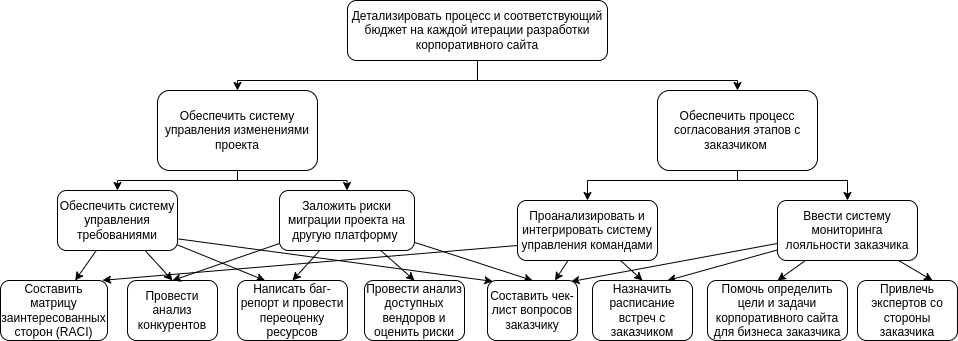 Детализировать процесс и соответствующий
бюджет на каждой итерации разработки
корпоративного сайта
Обеспечить систему
управления изменениями
проекта
Обеспечить процесс
согласования этапов с
заказчиком
Обеспечить систему
управления
требованиями
Заложить риски
миграции проекта на
другую платформу
Проанализировать и
интегрировать систему
управления командами
Ввести систему
мониторинга
лояльности заказчика
Составить
матрицу
заинтересованных
сторон (RACI)
Провести
анализ
конкурентов
Написать баг-
репорт и провести
переоценку
ресурсов
Провести анализ
доступных
вендоров и
оценить риски
Составить чек-
лист вопросов
заказчику
Назначить
расписание
встреч с
заказчиком
Помочь определить
цели и задачи
корпоративного сайта
для бизнеса заказчика
Привлечь
экспертов со
стороны
заказчика